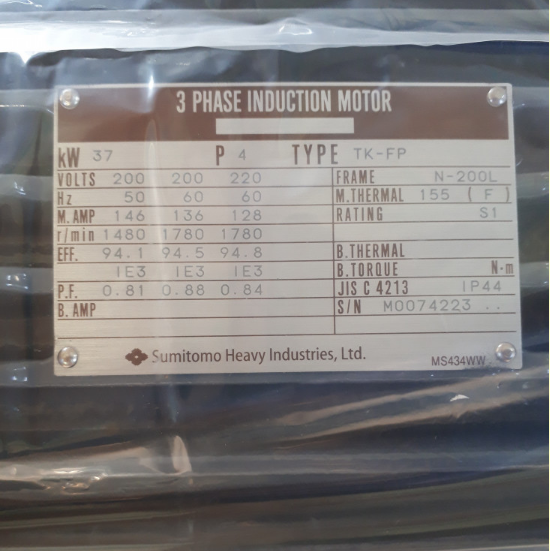 3 PHASE INDUCTION MOTOR
kW 37 P 4 TYPE TK-FP
VOLTS 200 200 220 FRAME N-200L
Hz 50 60 60 M.THERMAL 155 ( F )
M. AMP 146 136 128 RATING S1
r/min 1480 1780 1780
EFF. 94.1 94.5 94.8 B.THERMAL
IE3 IE3 IE3 B.TORQUE N·m
P.F. 0.81 0.88 0.84 JIS C 4213 IP44
B. AMP S/N M0074223 ..
Sumitomo Heavy Industries, Ltd. MS434WW